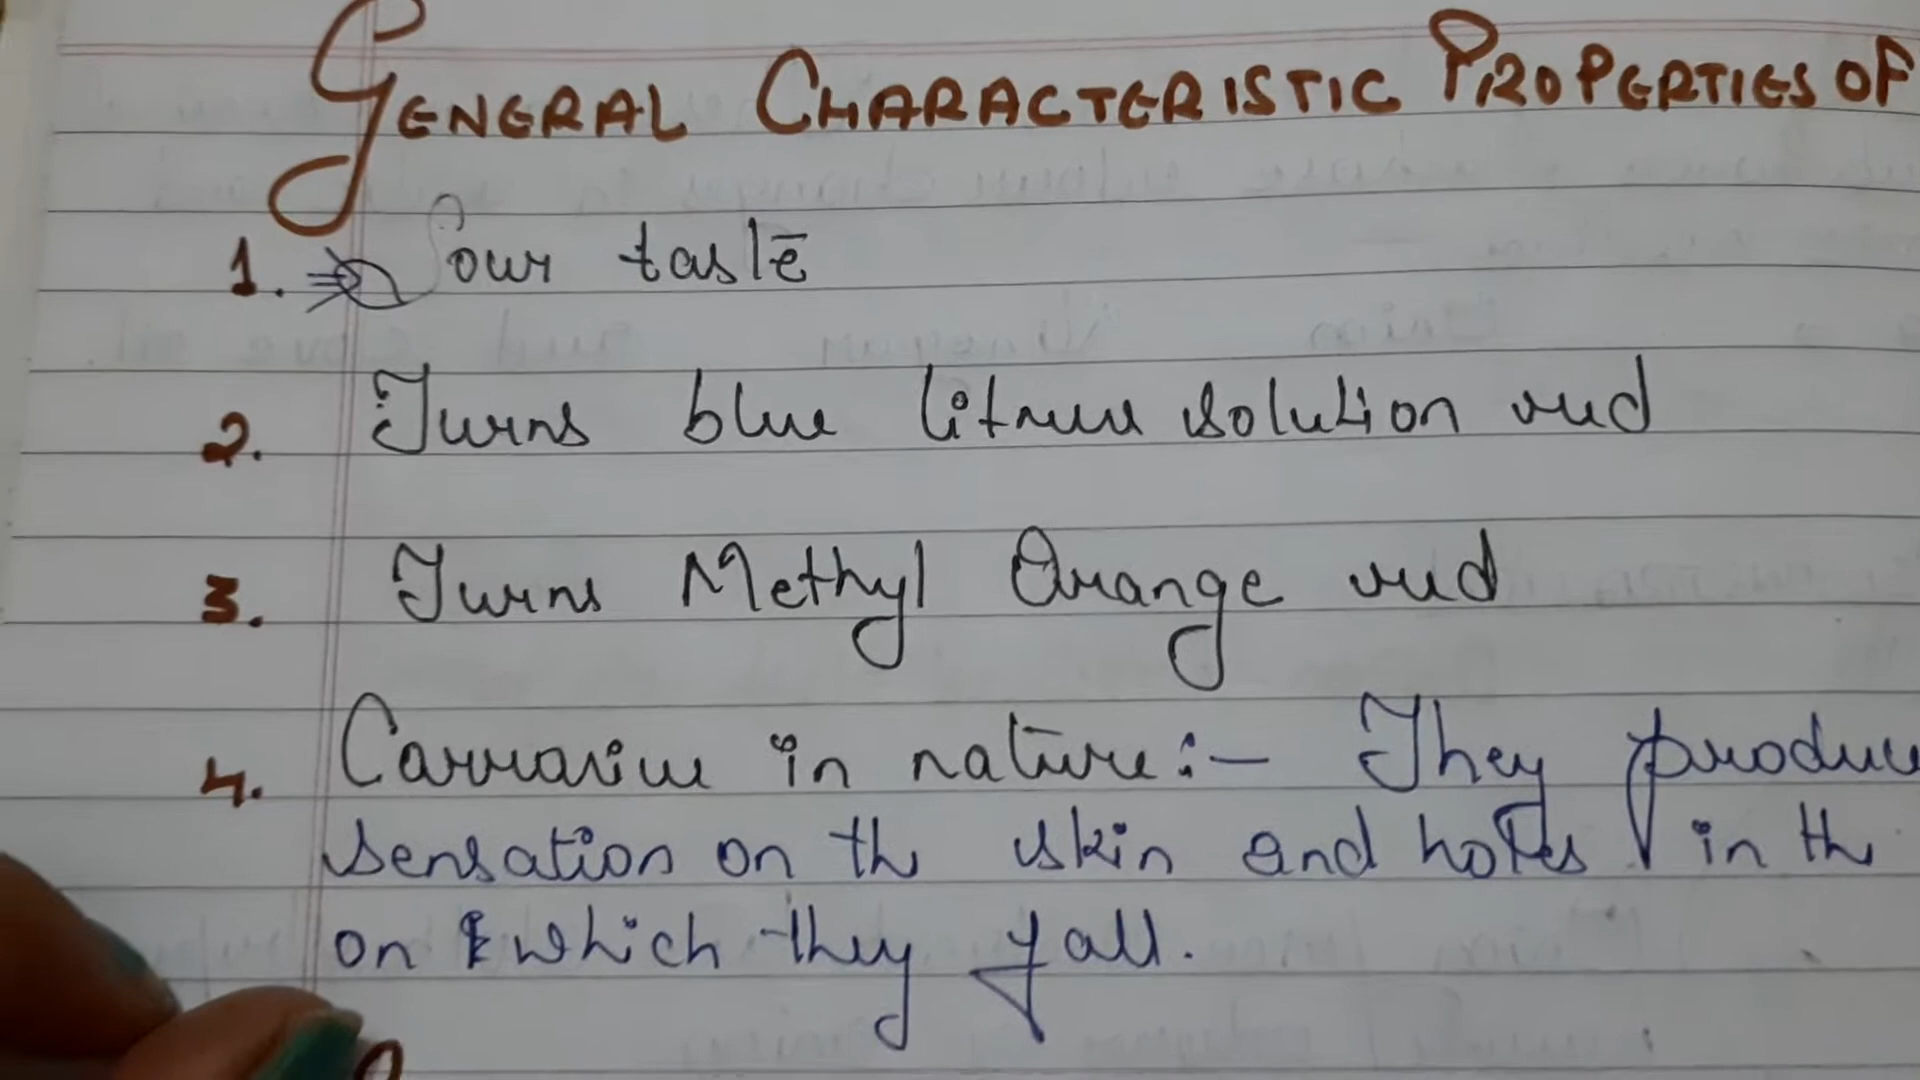 GENERAL CHARACTERISTIC PROPERTIES OF
1. Sour taste
2. Turns blue litmus solution red
3. Turns Methyl Orange red
4. Corrosive in nature:- They produce
sensation on the skin and holes in the
on which they fall.